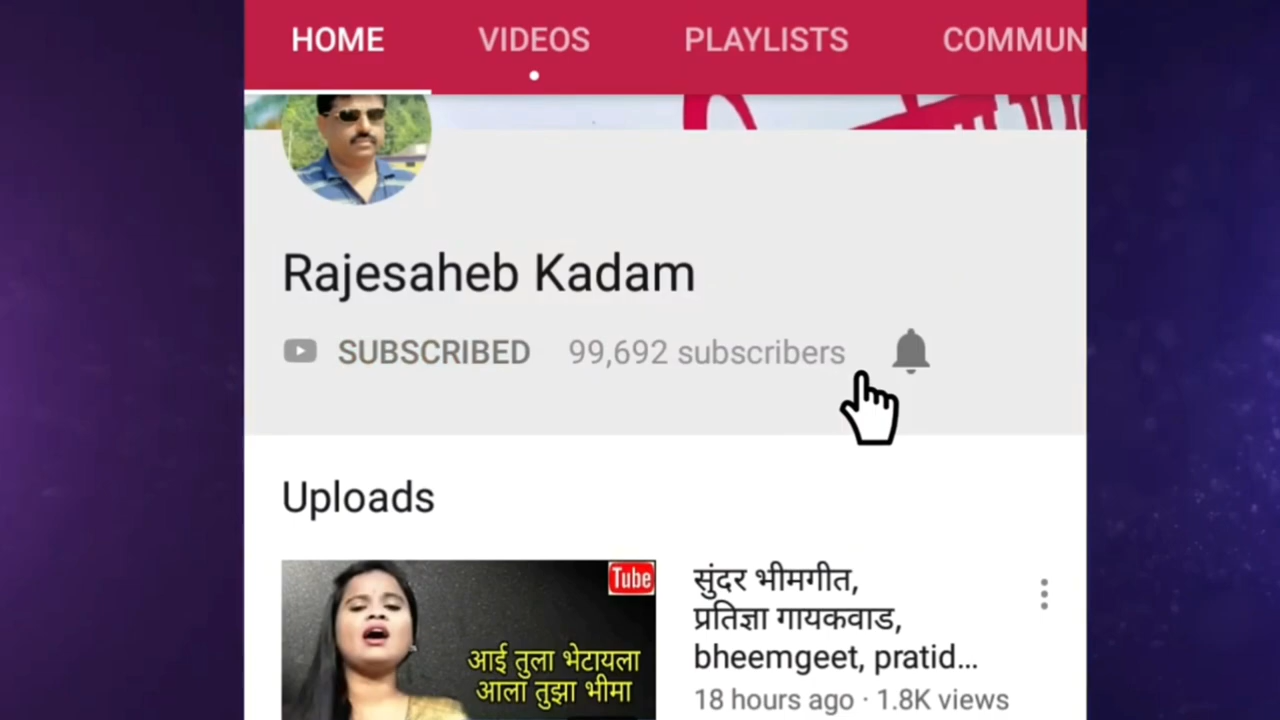 HOME VIDEOS PLAYLISTS COMMUN
Rajesaheb Kadam
SUBSCRIBED 99,692 subscribers
Uploads
Tube
आई तुला भेटायला
आला तुझा भीमा
सुंदर भीमगीत,
प्रतिज्ञा गायकवाड,
bheemgeet, pratid...
18 hours ago · 1.8K views